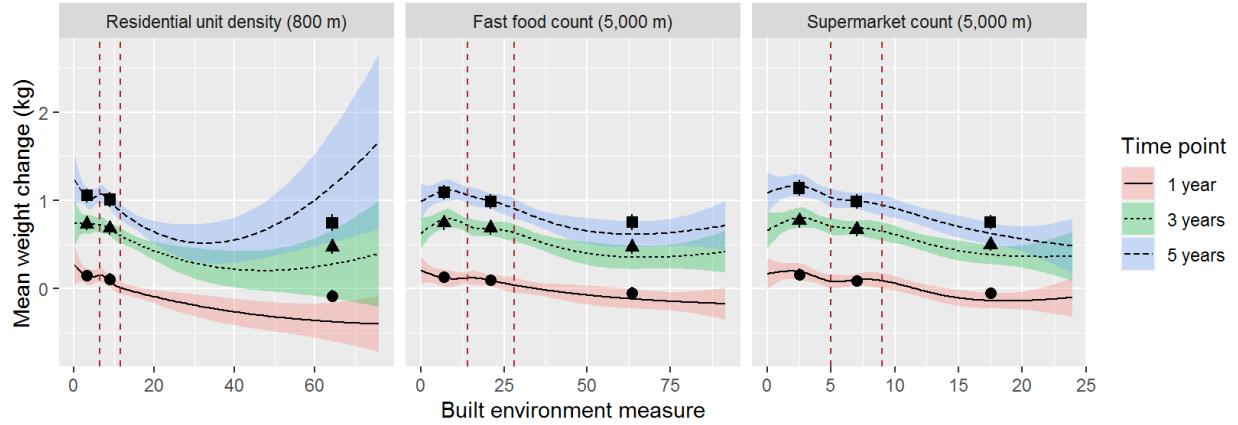 Residential unit density (800 m)
Fast food count (5,000 m)
Supermarket count (5,000 m)
Mean weight change (kg)
2
1
0
0 20 40 60
0 25 50 75
0 5 10 15 20 25
Built environment measure
Time point
1 year
3 years
5 years